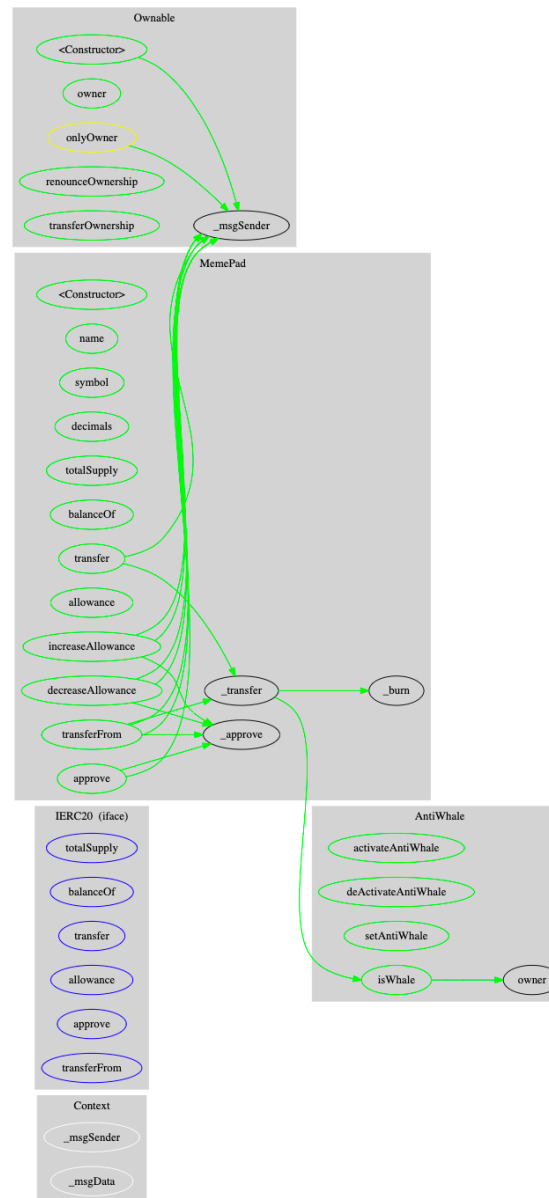 Ownable
<Constructor>
owner
onlyOwner
renounceOwnership
transferOwnership
_msgSender
MemePad
<Constructor>
name
symbol
decimals
totalSupply
balanceOf
transfer
allowance
increaseAllowance
decreaseAllowance
_transfer
_burn
transferFrom
_approve
approve
IERC20 (iface)
totalSupply
balanceOf
transfer
allowance
approve
transferFrom
AntiWhale
activateAntiWhale
deActivateAntiWhale
setAntiWhale
isWhale
owner
Context
_msgSender
_msgData